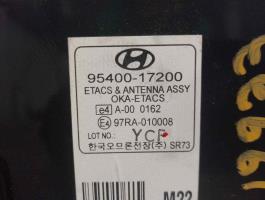 95400-17200
ETACS & ANTENNA ASSY
OKA-ETACS
e4 A-00 0162
E4 97RA-010008
LOT NO: YCF
한국오므론전장(주) SR73
M22